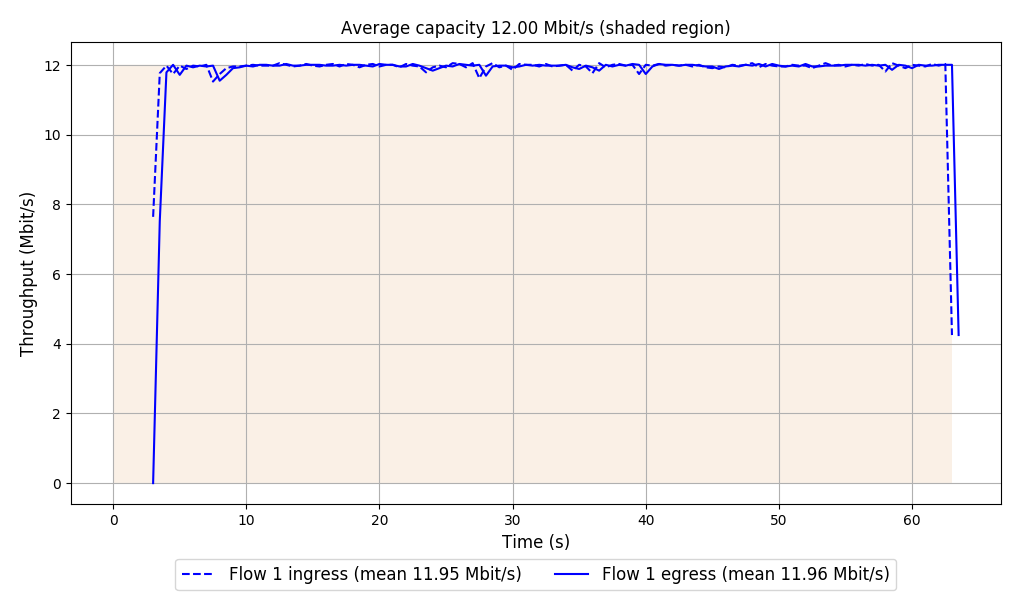 Average capacity 12.00 Mbit/s (shaded region)
Throughput (Mbit/s)
12
10
8
6
4
2
0
0 10 20 30 40 50 60
Time (s)
Flow 1 ingress (mean 11.95 Mbit/s) Flow 1 egress (mean 11.96 Mbit/s)